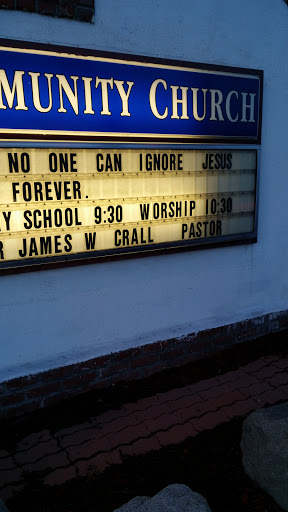 MUNITY CHURCH
NO ONE CAN IGNORE JESUS
FOREVER.
Y SCHOOL 9:30 WORSHIP 10:30
R JAMES W CRALL PASTOR